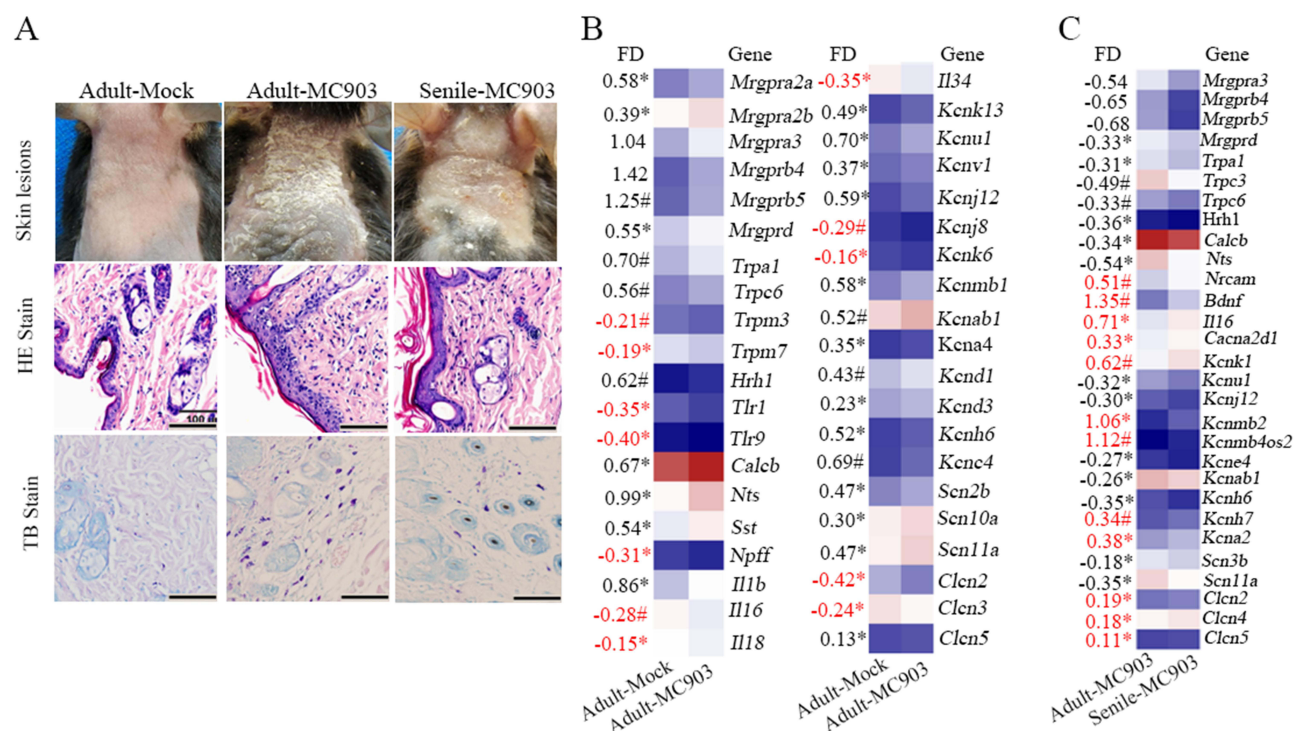 A
B
C
Adult-Mock
Adult-MC903
Senile-MC903
Skin lesions
HE Stain
TB Stain
FD
Gene
0.58* Mrgpra2a
0.39* Mrgpra2b
1.04 Mrgpra3
1.42 Mrgprb4
1.25# Mrgprb5
0.55* Mrgprd
0.70# Trpa1
0.56# Trpc6
-0.21# Trpm3
-0.19* Trpm7
0.62# Hrh1
-0.35* Tlr1
-0.40* Tlr9
0.67* Calcb
0.99* Nts
0.54* Sst
-0.31* Npff
0.86* Il1b
-0.28# Il16
-0.15* Il18
Adult-Mock
Adult-MC903
FD
Gene
-0.35* Il34
0.49* Kcnk13
0.70* Kcnu1
0.37* Kcnv1
0.59* Kcnj12
-0.29# Kcnj8
-0.16* Kcnk6
0.58* Kcnmb1
0.52# Kcnab1
0.35* Kcna4
0.43# Kcnd1
0.23* Kcnd3
0.52* Kcnh6
0.69# Kcnc4
0.47* Scn2b
0.30* Scn10a
0.47* Scn11a
-0.42* Clcn2
-0.24* Clcn3
0.13* Clcn5
Adult-Mock
Adult-MC903
FD
Gene
-0.54 Mrgpra3
-0.65 Mrgprb4
-0.68 Mrgprb5
-0.33* Mrgprd
-0.31* Trpa1
-0.49# Trpc3
-0.33# Trpc6
-0.36* Hrh1
-0.34* Calcb
-0.54* Nts
0.51# Nrcam
1.35# Bdnf
0.71* Il16
0.33* Cacna2d1
0.62# Kcnk1
-0.32* Kcnu1
-0.30* Kcnj12
1.06* Kcnmb2
1.12# Kcnmb4os2
-0.27* Kcne4
-0.26* Kcnab1
-0.35* Kcnh6
0.34# Kcnh7
0.38* Kcna2
-0.18* Scn3b
-0.35* Scn11a
0.19* Clcn2
0.18* Clcn4
0.11* Clcn5
Adult-MC903
Senile-MC903